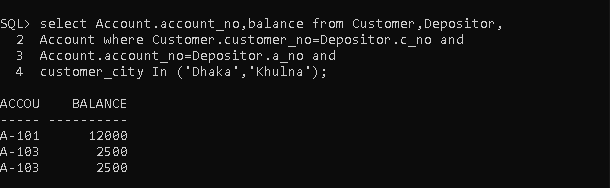 SQL> select Account.account_no,balance from Customer,Depositor,
  2  Account where Customer.customer_no=Depositor.c_no and
  3  Account.account_no=Depositor.a_no and
  4  customer_city In ('Dhaka','Khulna');
ACCOU    BALANCE
----- ----------
A-101      12000
A-103       2500
A-103       2500